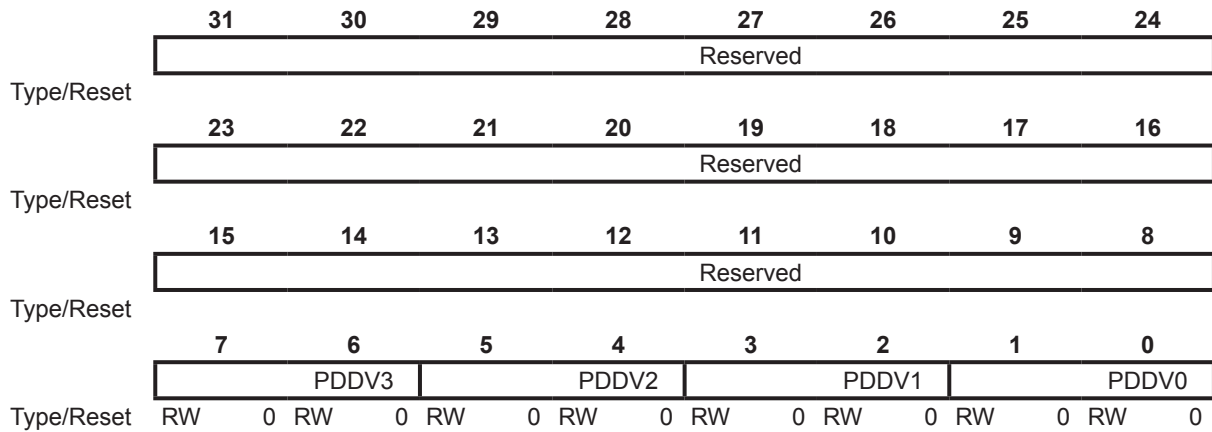 31 30 29 28 27 26 25 24
Reserved
Type/Reset
23 22 21 20 19 18 17 16
Reserved
Type/Reset
15 14 13 12 11 10 9 8
Reserved
Type/Reset
7 6 5 4 3 2 1 0
PDDV3 PDDV2 PDDV1 PDDV0
Type/Reset RW 0 RW 0 RW 0 RW 0 RW 0 RW 0 RW 0 RW 0